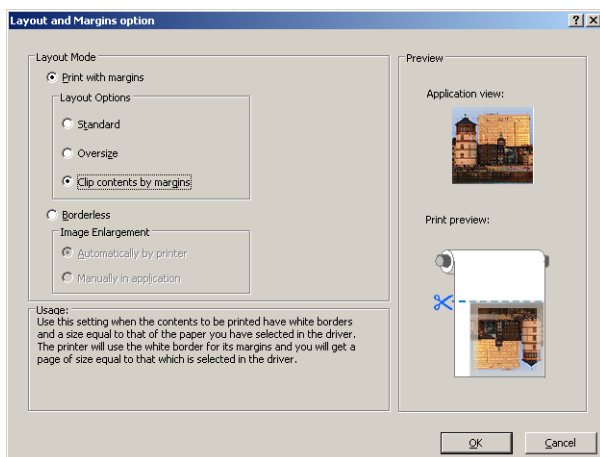 Layout and Margins option
Layout Mode
Print with margins
Layout Options
Standard
Oversize
Clip contents by margins
Borderless
Image Enlargement
Automatically by printer
Manually in application
Usage:
Use this setting when the contents to be printed have white borders
and a size equal to that of the paper you have selected in the driver.
The printer will use the white border for its margins and you will get a
page of size equal to that which is selected in the driver.
Preview
Application view:
Print preview:
OK
Cancel